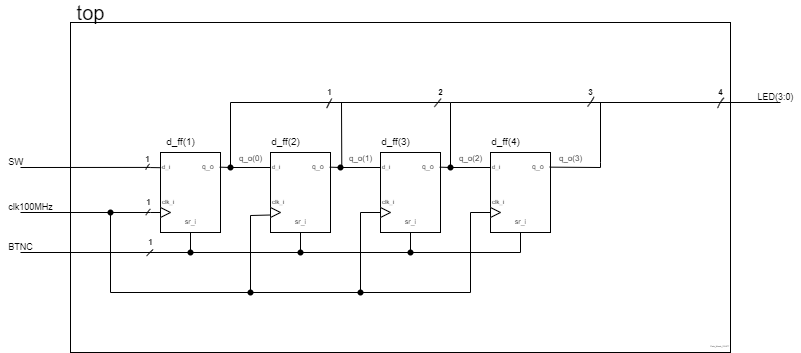 top
1 2 3 4
LED(3:0)
d_ff(1) d_ff(2) d_ff(3) d_ff(4)
SW 1 d_i q_o q_o(0) d_i q_o q_o(1) d_i q_o q_o(2) d_i q_o q_o(3)
clk100MHz 1 clk_i clk_i clk_i clk_i
sr_i sr_i sr_i sr_i
BTNC 1